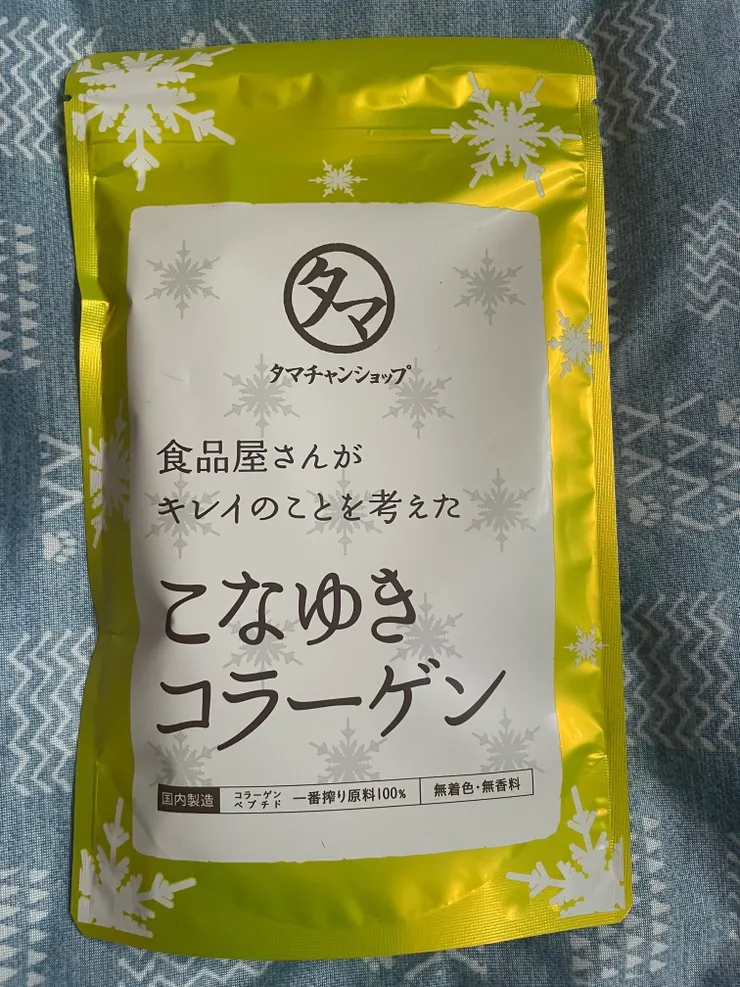 タマ
タマチャンショップ
食品屋さんが
キレイのことを考えた
こなゆき
コラーゲン
国内製造 コラーゲンペプチド 一番搾り原料100% 無着色・無香料